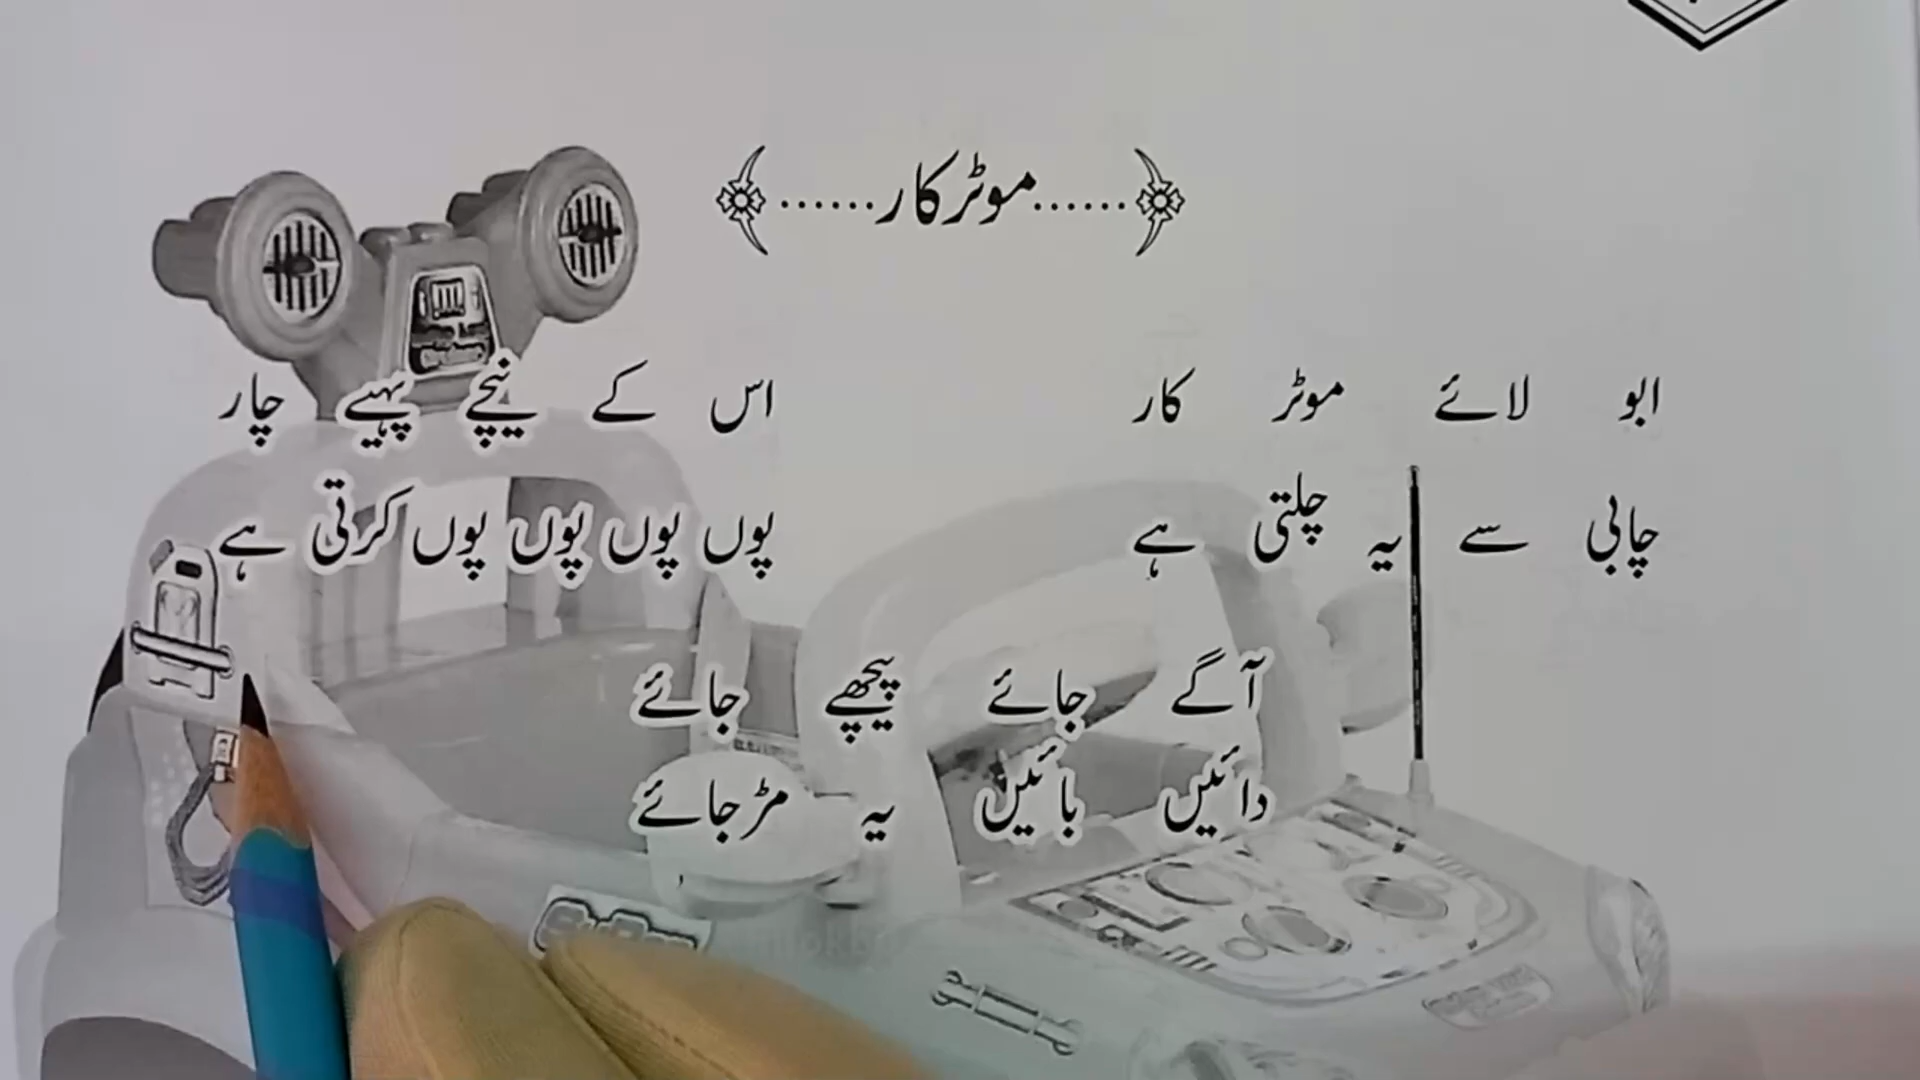 ......موٹر کار......
ابو لائے موٹر کار
اس کے نیچے پہیے چار
چابی سے یہ چلتی ہے
پوں پوں پوں پوں کرتی ہے
آگے جائے پیچھے جائے
دائیں بائیں یہ مڑ جائے